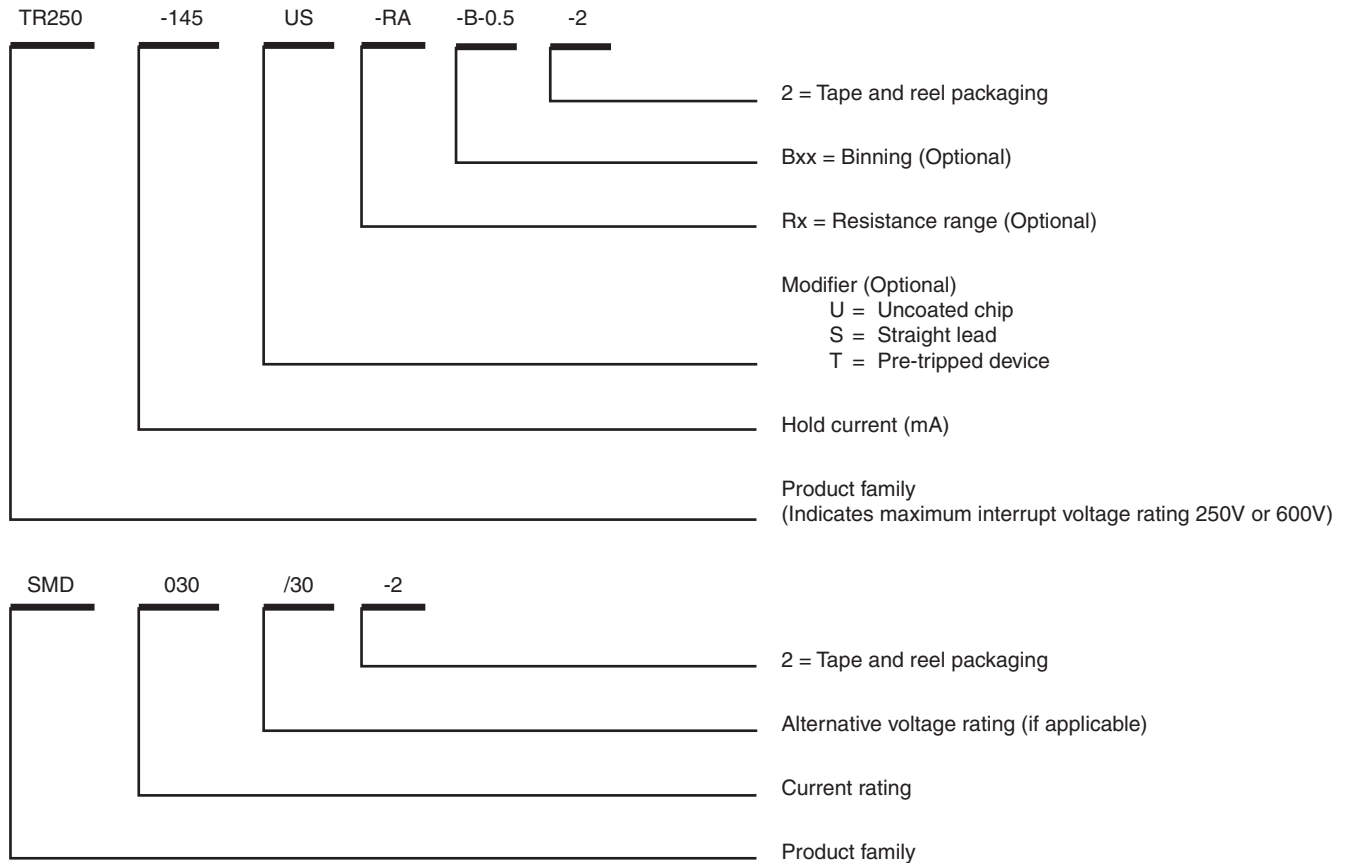 TR250 -145 US -RA -B-0.5 -2
2 = Tape and reel packaging
Bxx = Binning (Optional)
Rx = Resistance range (Optional)
Modifier (Optional)
U = Uncoated chip
S = Straight lead
T = Pre-tripped device
Hold current (mA)
Product family
(Indicates maximum interrupt voltage rating 250V or 600V)
SMD 030 /30 -2
2 = Tape and reel packaging
Alternative voltage rating (if applicable)
Current rating
Product family